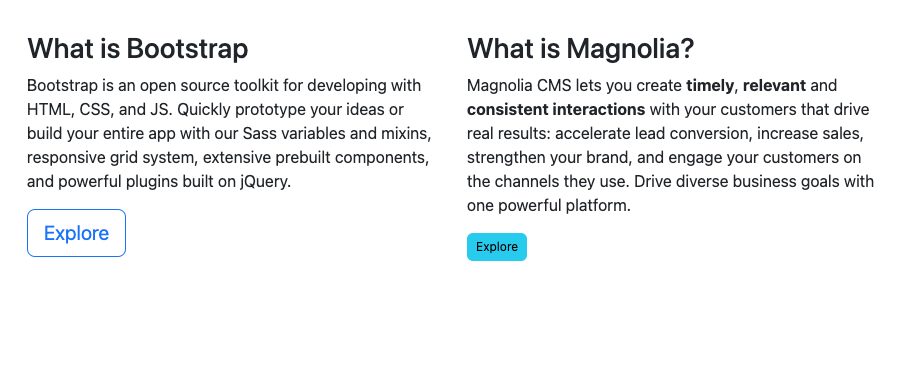 What is Bootstrap
Bootstrap is an open source toolkit for developing with
HTML, CSS, and JS. Quickly prototype your ideas or
build your entire app with our Sass variables and mixins,
responsive grid system, extensive prebuilt components,
and powerful plugins built on jQuery.
Explore
What is Magnolia?
Magnolia CMS lets you create timely, relevant and
consistent interactions with your customers that drive
real results: accelerate lead conversion, increase sales,
strengthen your brand, and engage your customers on
the channels they use. Drive diverse business goals with
one powerful platform.
Explore